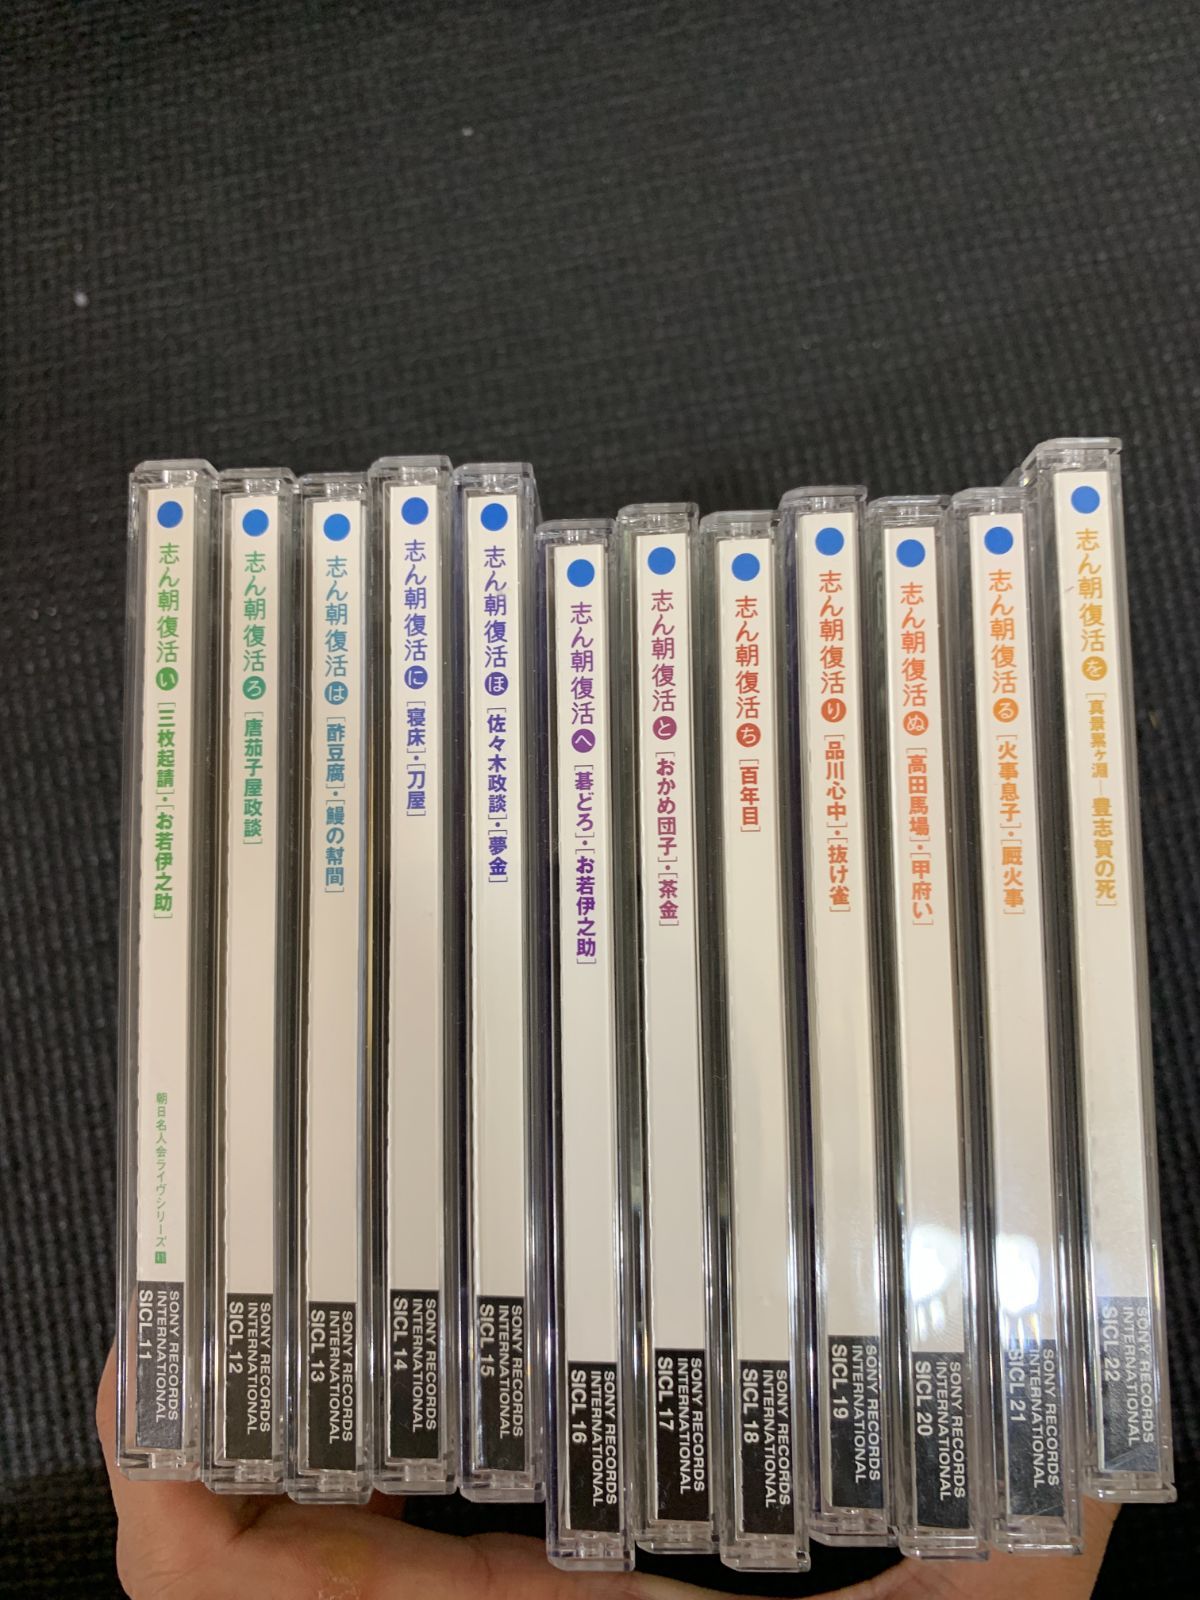 志ん朝復活 い [三枚起請]・[お若伊之助]
朝日名人会ライヴシリーズ
SONY RECORDS
INTERNATIONAL
SICL 11
志ん朝復活 ろ [唐茄子屋政談]
SONY RECORDS
INTERNATIONAL
SICL 12
志ん朝復活 は [酢豆腐]・[鰻の幇間]
SONY RECORDS
INTERNATIONAL
SICL 13
志ん朝復活 に [寝床]・[刀屋]
SONY RECORDS
INTERNATIONAL
SICL 14
志ん朝復活 ほ [佐々木政談]・[夢金]
SONY RECORDS
INTERNATIONAL
SICL 15
志ん朝復活 へ [碁どろ]・[お若伊之助]
SONY RECORDS
INTERNATIONAL
SICL 16
志ん朝復活 と [おかめ団子]・[茶金]
SONY RECORDS
INTERNATIONAL
SICL 17
志ん朝復活 ち [百年目]
SONY RECORDS
INTERNATIONAL
SICL 18
志ん朝復活 り [品川心中]・[抜け雀]
SONY RECORDS
INTERNATIONAL
SICL 19
志ん朝復活 ぬ [高田馬場]・[甲府い]
SONY RECORDS
INTERNATIONAL
SICL 20
志ん朝復活 る [火事息子]・[厩火事]
SONY RECORDS
INTERNATIONAL
SICL 21
志ん朝復活 を [真景累ヶ淵—豊志賀の死]
SONY RECORDS
INTERNATIONAL
SICL 22